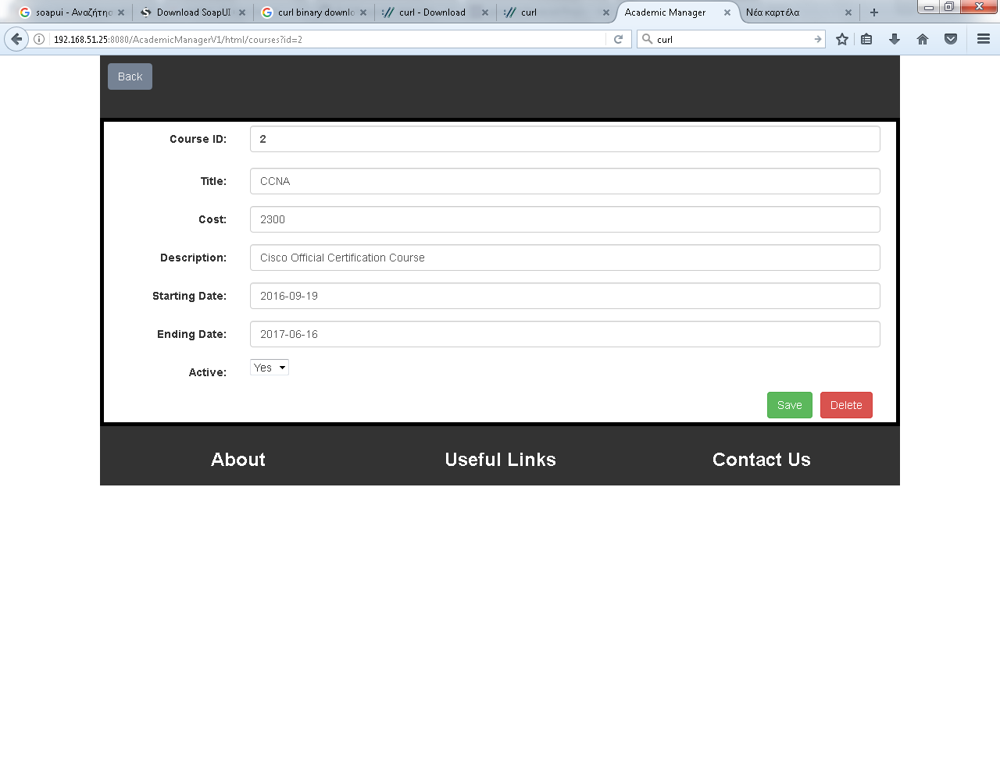 soapui - Αναζήτησ
Download SoapUI
curl binary downlo
curl - Download
curl
Academic Manager
Νέα καρτέλα
192.168.51.25:8080/AcademicManagerV1/html/courses?id=2
curl
Back
Course ID: 2
Title: CCNA
Cost: 2300
Description: Cisco Official Certification Course
Starting Date: 2016-09-19
Ending Date: 2017-06-16
Active: Yes
Save Delete
About Useful Links Contact Us